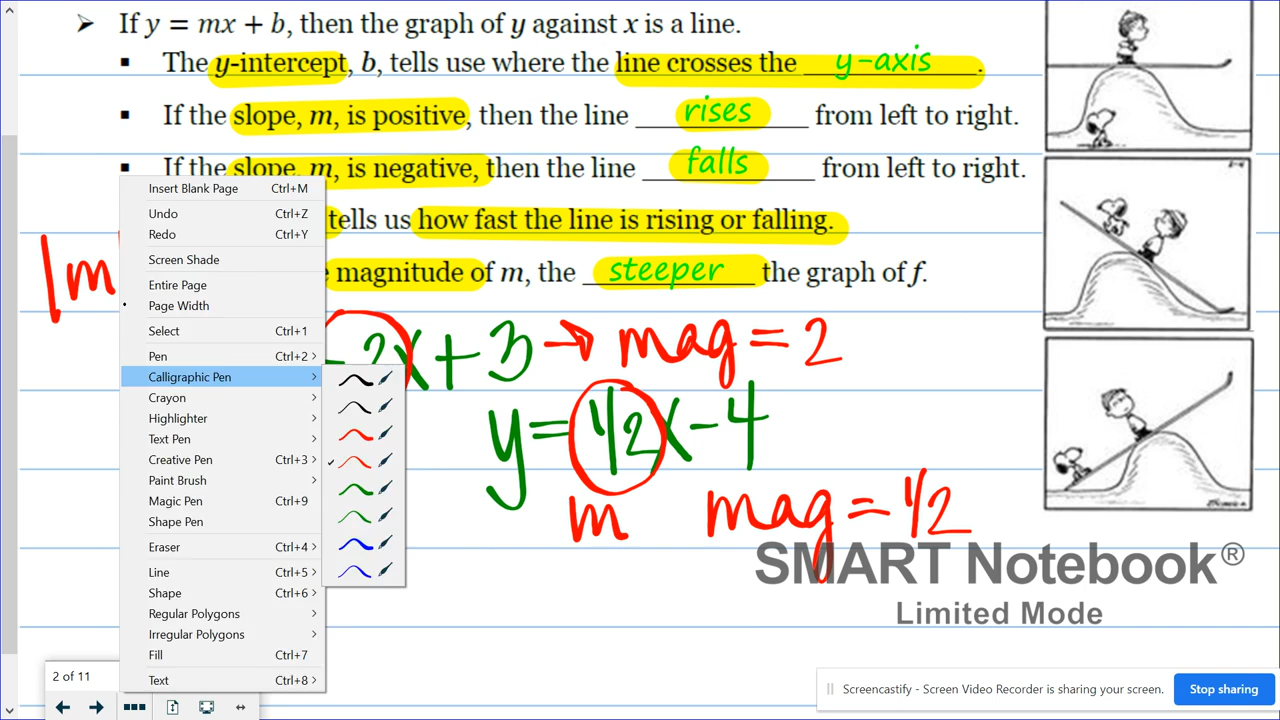 ➤ If y = mx + b, then the graph of y against x is a line.
▪ The y-intercept, b, tells use where the line crosses the y-axis.
▪ If the slope, m, is positive, then the line rises from left to right.
▪ If the slope, m, is negative, then the line falls from left to right.
tells us how fast the line is rising or falling.
|m
magnitude of m, the steeper the graph of f.
-2x + 3 → mag = 2
y = 1/2x - 4
m mag = 1/2
Insert Blank Page Ctrl+M
Undo Ctrl+Z
Redo Ctrl+Y
Screen Shade
Entire Page
Page Width
Select Ctrl+1
Pen Ctrl+2
Calligraphic Pen
Crayon
Highlighter
Text Pen
Creative Pen Ctrl+3
Paint Brush
Magic Pen Ctrl+9
Shape Pen
Eraser Ctrl+4
Line Ctrl+5
Shape Ctrl+6
Regular Polygons
Irregular Polygons
Fill Ctrl+7
Text Ctrl+8
SMART Notebook®
Limited Mode
2 of 11
Screencastify - Screen Video Recorder is sharing your screen. Stop sharing